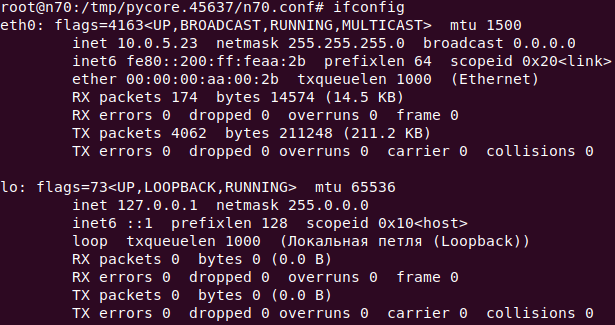 root@n70:/tmp/pycore.45637/n70.conf# ifconfig
eth0: flags=4163<UP,BROADCAST,RUNNING,MULTICAST>  mtu 1500
inet 10.0.5.23  netmask 255.255.255.0  broadcast 0.0.0.0
inet6 fe80::200:ff:feaa:2b  prefixlen 64  scopeid 0x20<link>
ether 00:00:00:aa:00:2b  txqueuelen 1000  (Ethernet)
RX packets 174  bytes 14574 (14.5 KB)
RX errors 0  dropped 0  overruns 0  frame 0
TX packets 4062  bytes 211248 (211.2 KB)
TX errors 0  dropped 0 overruns 0  carrier 0  collisions 0
lo: flags=73<UP,LOOPBACK,RUNNING>  mtu 65536
inet 127.0.0.1  netmask 255.0.0.0
inet6 ::1  prefixlen 128  scopeid 0x10<host>
loop  txqueuelen 1000  (Локальная петля (Loopback))
RX packets 0  bytes 0 (0.0 B)
RX errors 0  dropped 0  overruns 0  frame 0
TX packets 0  bytes 0 (0.0 B)
TX errors 0  dropped 0 overruns 0  carrier 0  collisions 0